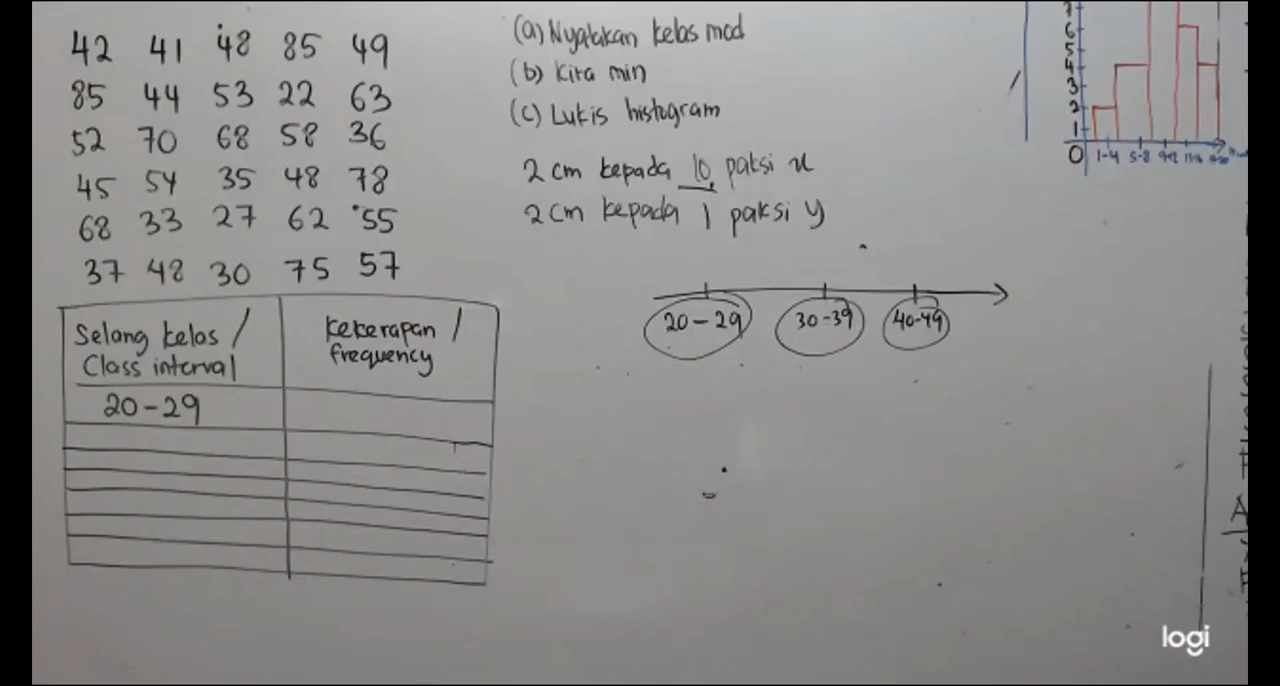 42 41 48 85 49
85 44 53 22 63
52 70 68 58 36
45 54 35 48 78
68 33 27 62 55
37 48 30 75 57
Selang kelas /
Class interval
Kekerapan /
frequency
20-29
(a) Nyatakan kelas mod
(b) Kira min
(c) Lukis histogram
2 cm kepada 10 paksi x
2 cm kepada 1 paksi y
20-29 30-39 40-49
7
6
5
4
3
2
1
0 1-4 5-8 9-12
logi